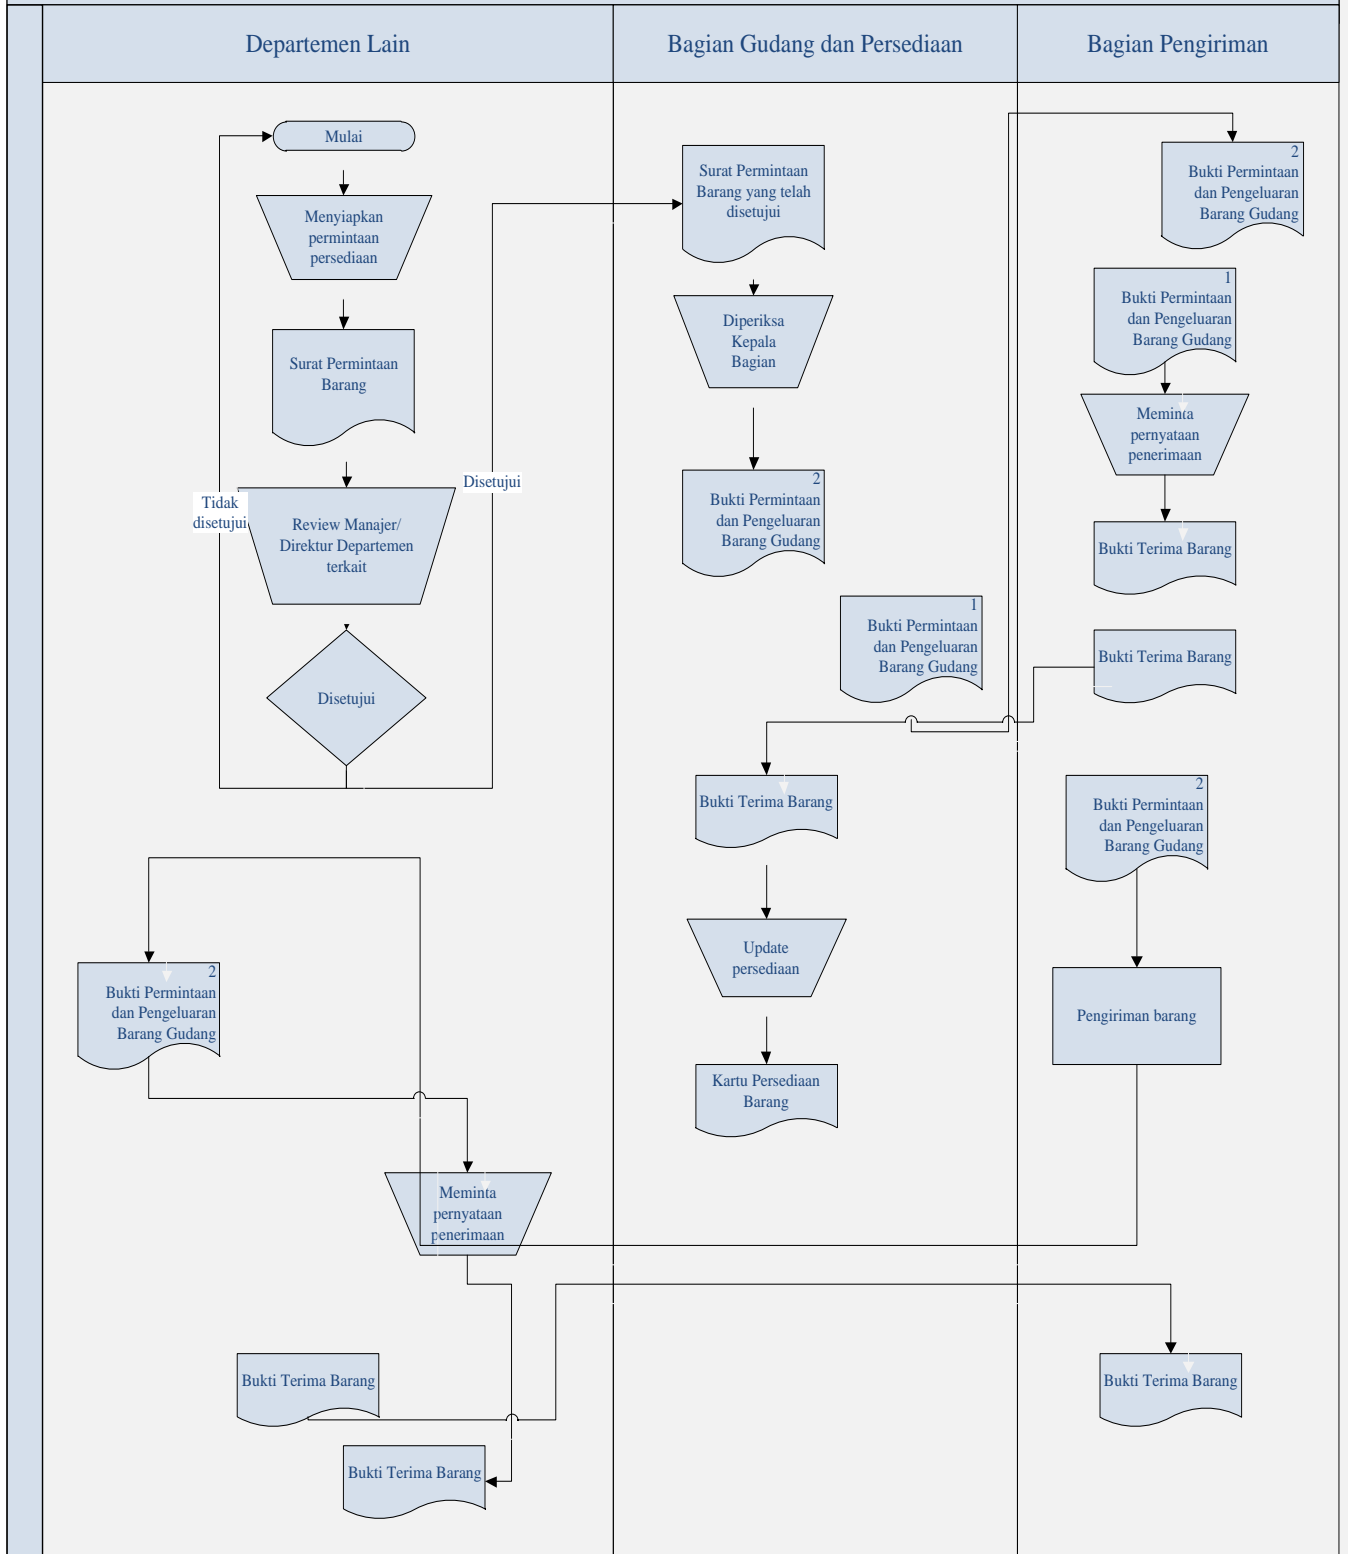 Departemen Lain
Bagian Gudang dan Persediaan
Bagian Pengiriman
Mulai
Menyiapkan
permintaan
persediaan
Surat Permintaan
Barang
Tidak
disetujui
Disetujui
Review Manajer/
Direktur Departemen
terkait
Disetujui
2
Bukti Permintaan
dan Pengeluaran
Barang Gudang
Meminta
pernyataan
penerimaan
Bukti Terima Barang
Bukti Terima Barang
Surat Permintaan
Barang yang telah
disetujui
Diperiksa
Kepala
Bagian
2
Bukti Permintaan
dan Pengeluaran
Barang Gudang
1
Bukti Permintaan
dan Pengeluaran
Barang Gudang
Bukti Terima Barang
Update
persediaan
Kartu Persediaan
Barang
2
Bukti Permintaan
dan Pengeluaran
Barang Gudang
1
Bukti Permintaan
dan Pengeluaran
Barang Gudang
Meminta
pernyataan
penerimaan
Bukti Terima Barang
Bukti Terima Barang
2
Bukti Permintaan
dan Pengeluaran
Barang Gudang
Pengiriman barang
Bukti Terima Barang